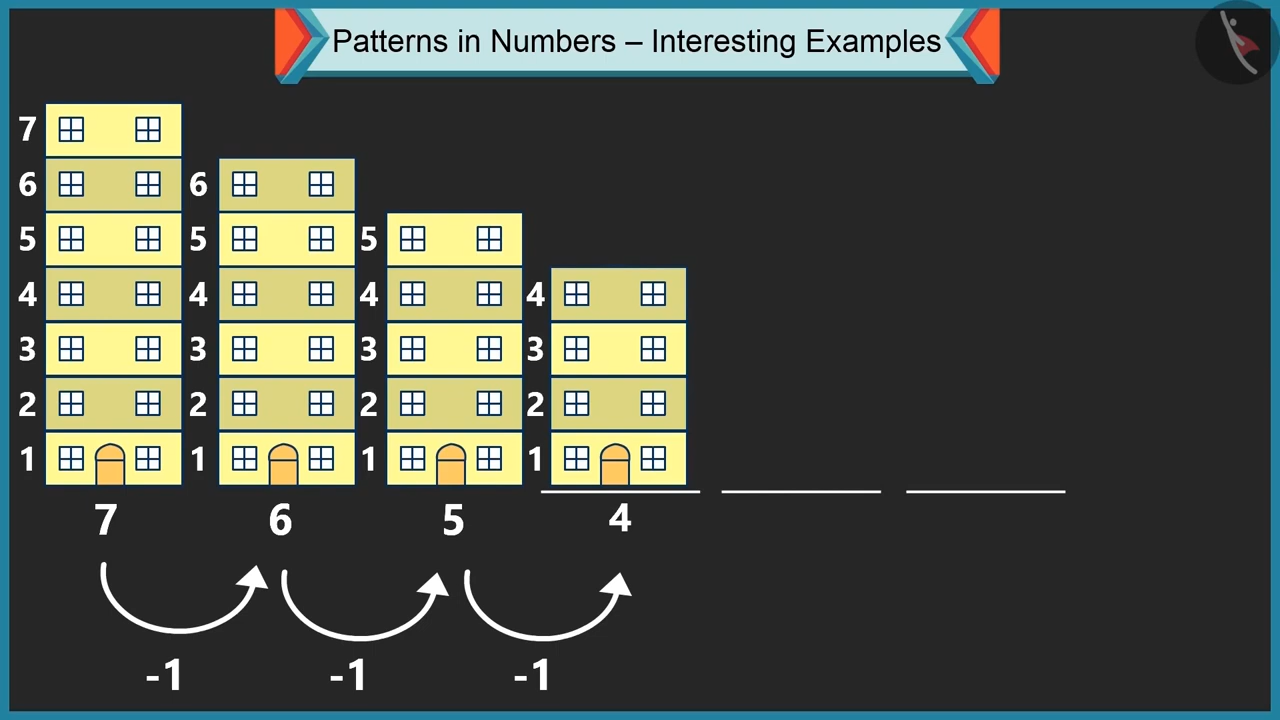 Patterns in Numbers – Interesting Examples
7
6 6
5 5 5
4 4 4 4
3 3 3 3
2 2 2 2
1 1 1 1
7 6 5 4
-1 -1 -1